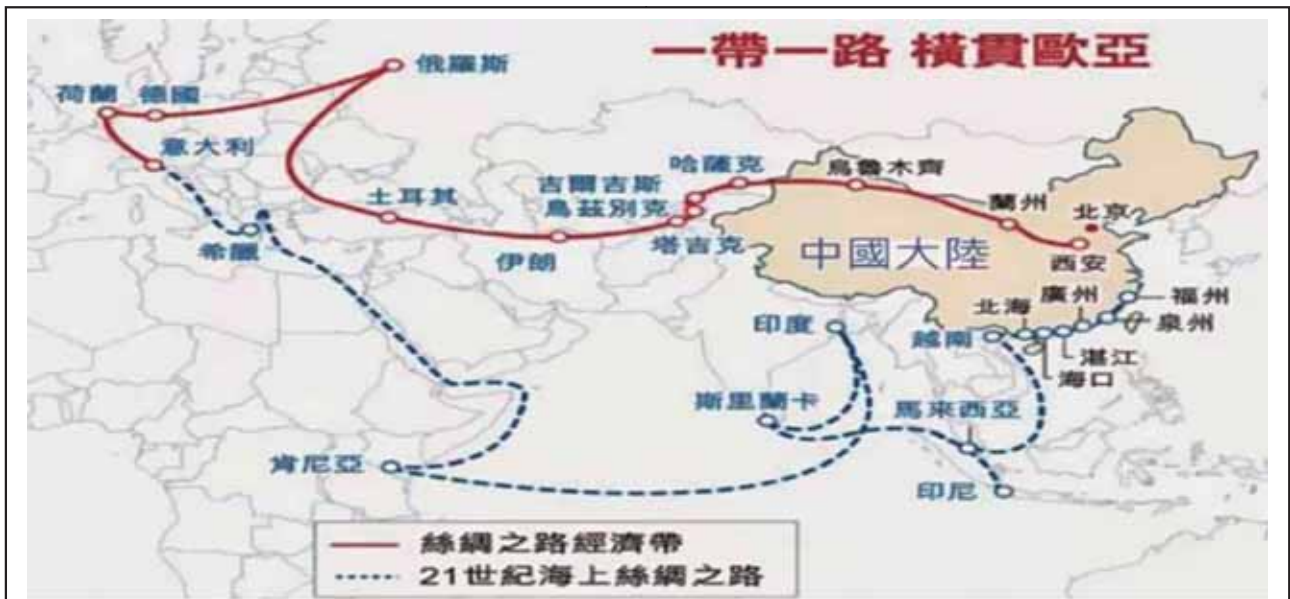 一帶一路 橫貫歐亞
俄羅斯
荷蘭 德國
意大利
哈薩克
烏魯木齊
吉爾吉斯
土耳其
烏茲別克
蘭州
北京
希臘
伊朗
塔吉克
中國大陸
西安
北海
廣州
福州
印度
越南
泉州
湛江
海口
斯里蘭卡
馬來西亞
肯尼亞
印尼
絲綢之路經濟帶
21世紀海上絲綢之路